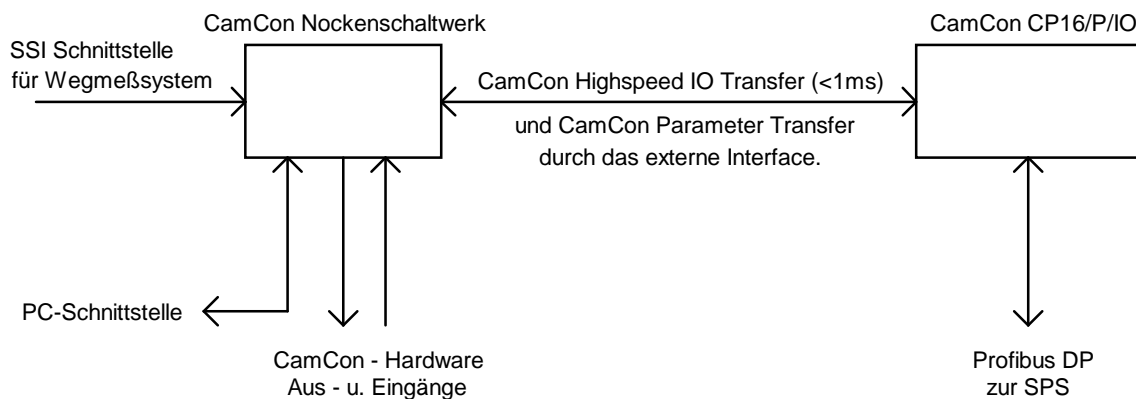 CamCon Nockenschaltwerk
CamCon CP16/P/IO
SSI Schnittstelle
für Wegmeßsystem
CamCon Highspeed IO Transfer (<1ms)
und CamCon Parameter Transfer
durch das externe Interface.
PC-Schnittstelle
CamCon - Hardware
Aus - u. Eingänge
Profibus DP
zur SPS